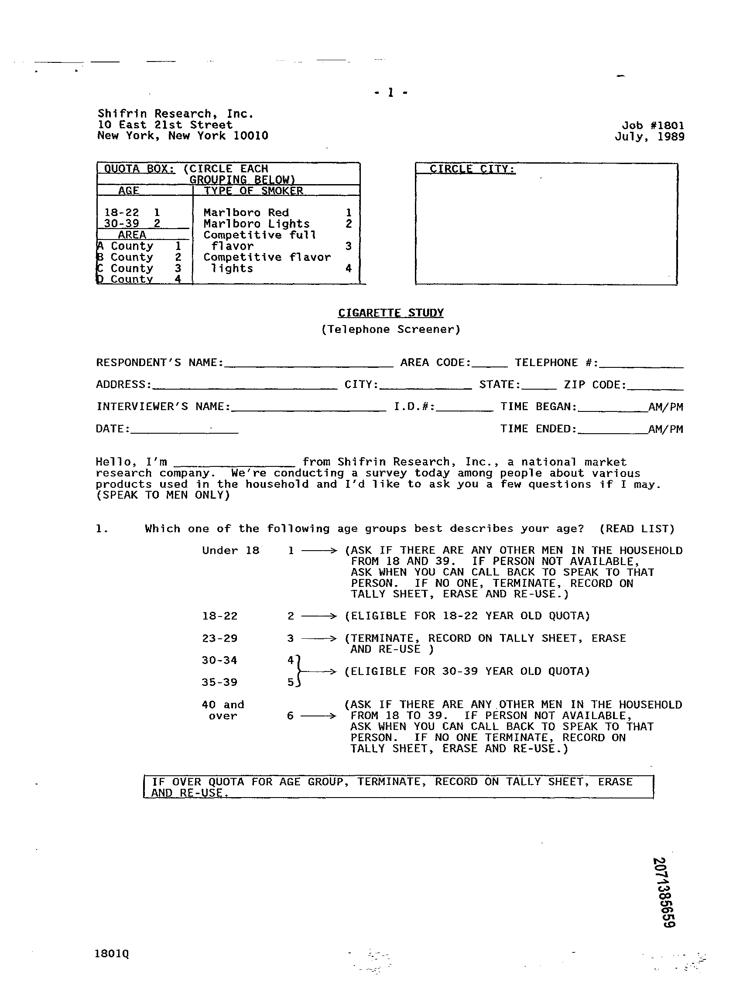 - 1 -
Shifrin Research, Inc.
10 East 21st Street
New York, New York 10010
Job #1801
July, 1989
QUOTA BOX: (CIRCLE EACH
GROUPING BELOW)
AGE TYPE OF SMOKER
18-22 1 Marlboro Red 1
30-39 2 Marlboro Lights 2
AREA Competitive full
A County 1 flavor 3
B County 2 Competitive flavor
C County 3 lights 4
D County 4
CIRCLE CITY:
CIGARETTE STUDY
(Telephone Screener)
RESPONDENT'S NAME:____________________ AREA CODE:_____ TELEPHONE #:____________
ADDRESS:__________________________ CITY:_____________ STATE:_____ ZIP CODE:________
INTERVIEWER'S NAME:______________________ I.D.#:________ TIME BEGAN:__________AM/PM
DATE:_______________ TIME ENDED:__________AM/PM
Hello, I'm _________________ from Shifrin Research, Inc., a national market
research company. We're conducting a survey today among people about various
products used in the household and I'd like to ask you a few questions if I may.
(SPEAK TO MEN ONLY)
1. Which one of the following age groups best describes your age? (READ LIST)
Under 18 1 → (ASK IF THERE ARE ANY OTHER MEN IN THE HOUSEHOLD
FROM 18 AND 39. IF PERSON NOT AVAILABLE,
ASK WHEN YOU CAN CALL BACK TO SPEAK TO THAT
PERSON. IF NO ONE, TERMINATE, RECORD ON
TALLY SHEET, ERASE AND RE-USE.)
18-22 2 → (ELIGIBLE FOR 18-22 YEAR OLD QUOTA)
23-29 3 → (TERMINATE, RECORD ON TALLY SHEET, ERASE
AND RE-USE )
30-34 4
→ (ELIGIBLE FOR 30-39 YEAR OLD QUOTA)
35-39 5
40 and (ASK IF THERE ARE ANY OTHER MEN IN THE HOUSEHOLD
over 6 → FROM 18 TO 39. IF PERSON NOT AVAILABLE,
ASK WHEN YOU CAN CALL BACK TO SPEAK TO THAT
PERSON. IF NO ONE TERMINATE, RECORD ON
TALLY SHEET, ERASE AND RE-USE.)
IF OVER QUOTA FOR AGE GROUP, TERMINATE, RECORD ON TALLY SHEET, ERASE
AND RE-USE.
2071385659
1801Q